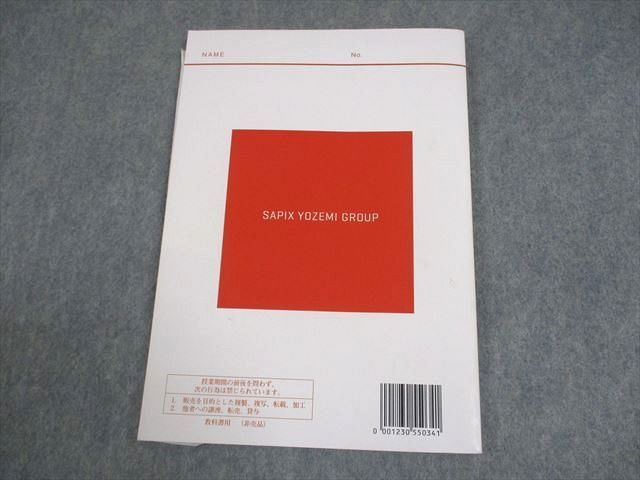 NAME No.
SAPIX YOZEMI GROUP
授業期間の前後を問わず、
次の行為は禁じられています。
1. 販売を目的とした複製、複写、転載、加工
2. 他者への譲渡、転売、貸与
教科書用 （非売品）
0 001230 550341